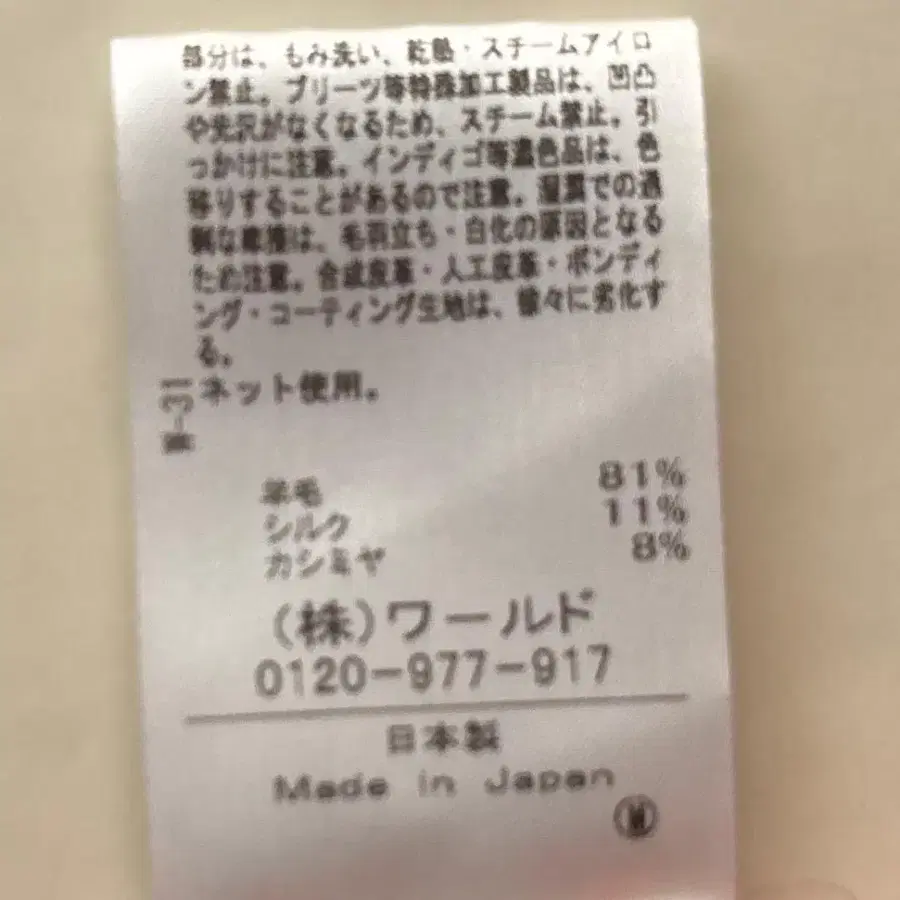 部分は、もみ洗い、乾熱・スチームアイロ
ン禁止。プリーツ等特殊加工製品は、凹凸
や光沢がなくなるため、スチーム禁止。引
っかけに注意。インディゴ等濃色品は、色
移りすることがあるので注意。湿潤での過
剰な摩擦は、毛羽立ち・白化の原因となる
ため注意。合成皮革・人工皮革・ボンディ
ング・コーティング生地は、徐々に劣化す
る。
ネット使用。
羊毛 81%
シルク 11%
カシミヤ 8%
(株)ワールド
0120-977-917
日本製
Made in Japan